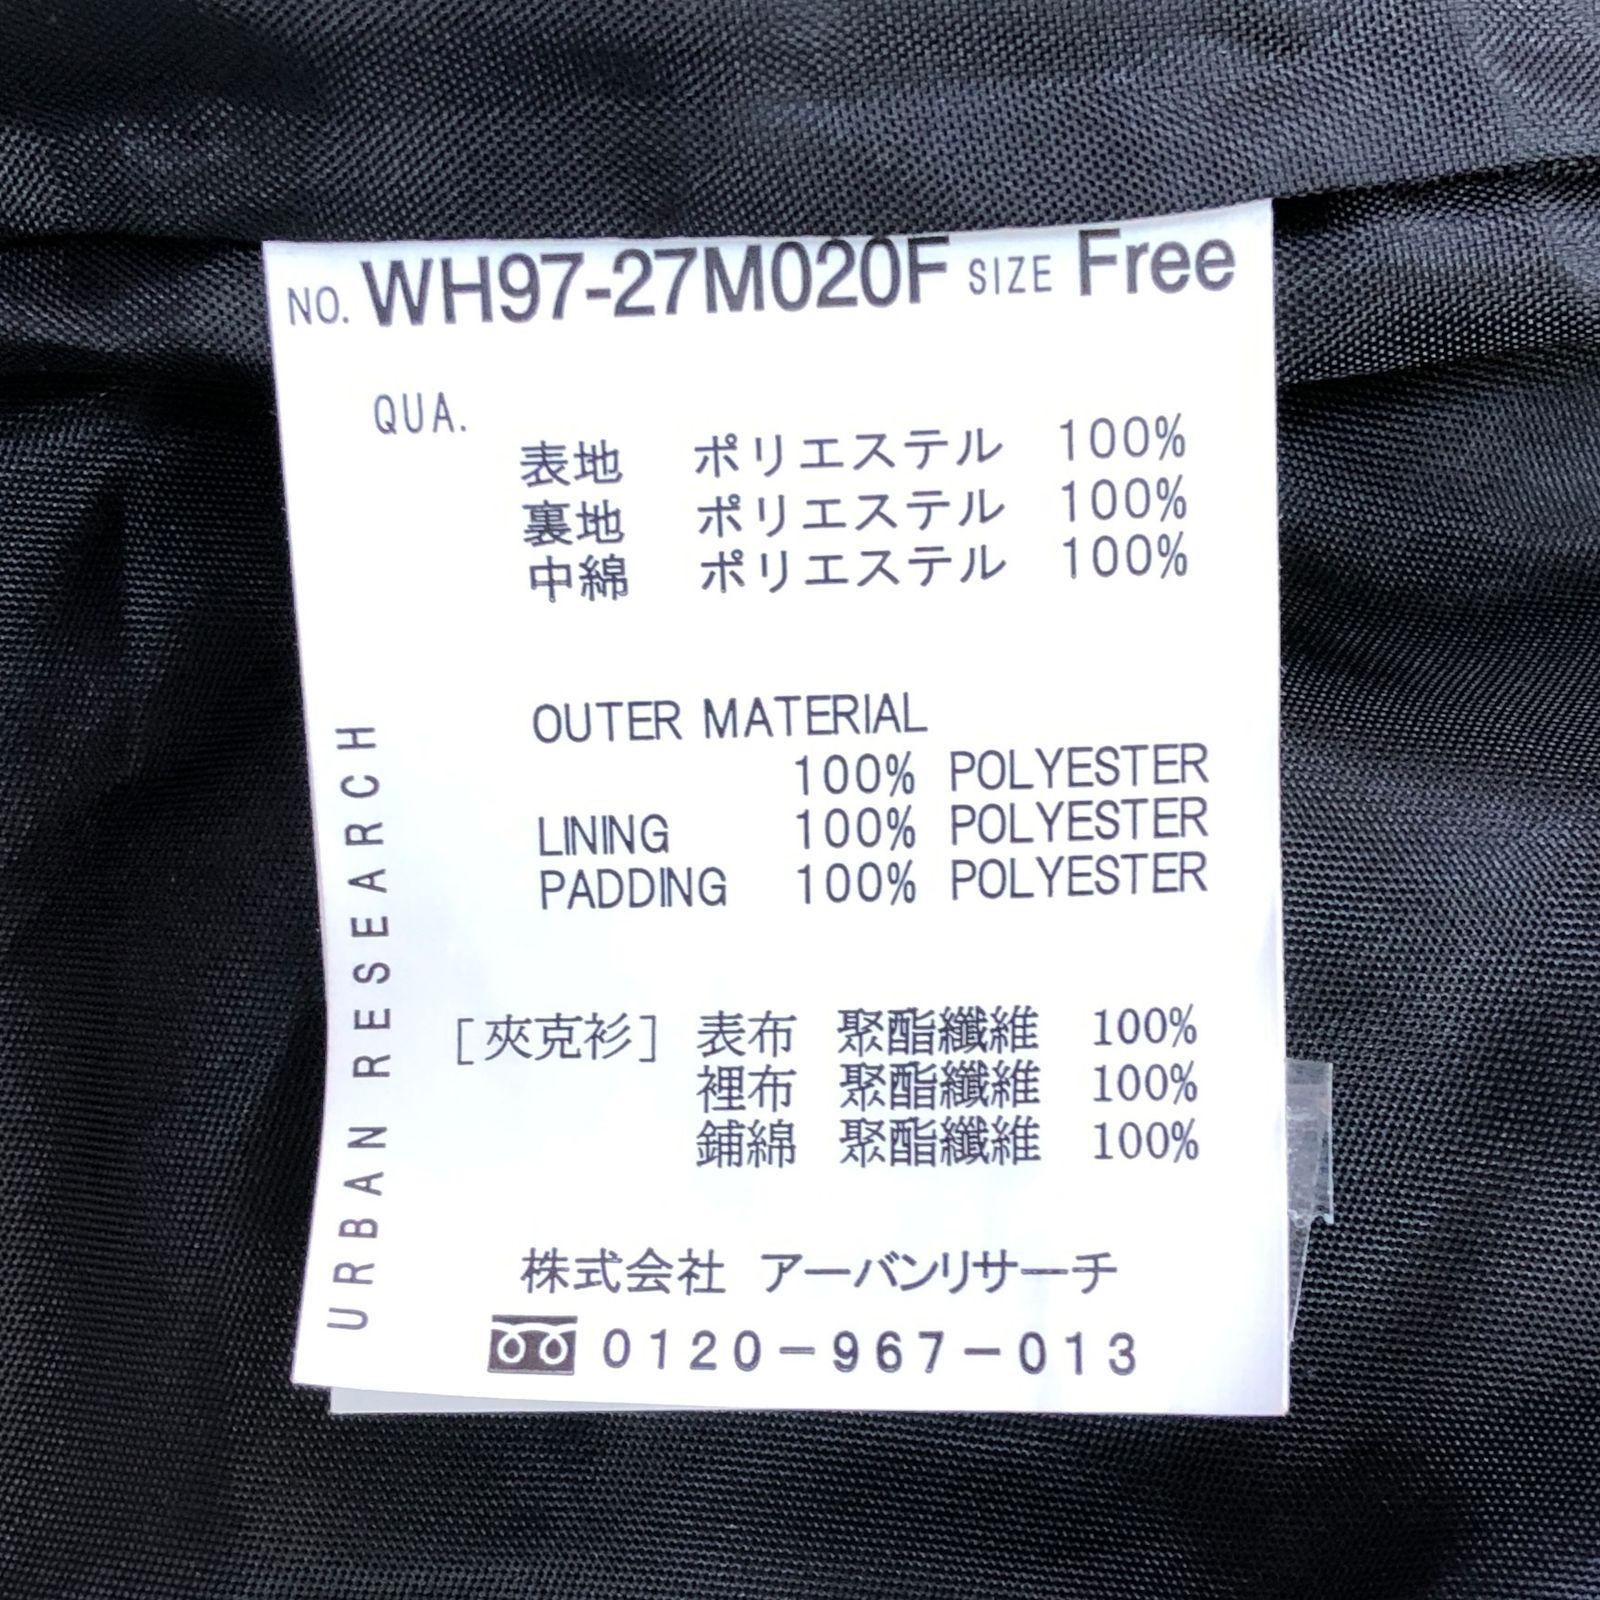 NO. WH97-27M020F SIZE Free
QUA.
表地 ポリエステル 100%
裏地 ポリエステル 100%
中綿 ポリエステル 100%
OUTER MATERIAL
100% POLYESTER
LINING 100% POLYESTER
PADDING 100% POLYESTER
[夾克衫] 表布 聚酯纖維 100%
裡布 聚酯纖維 100%
鋪綿 聚酯纖維 100%
株式会社 アーバンリサーチ
0120-967-013
URBAN RESEARCH